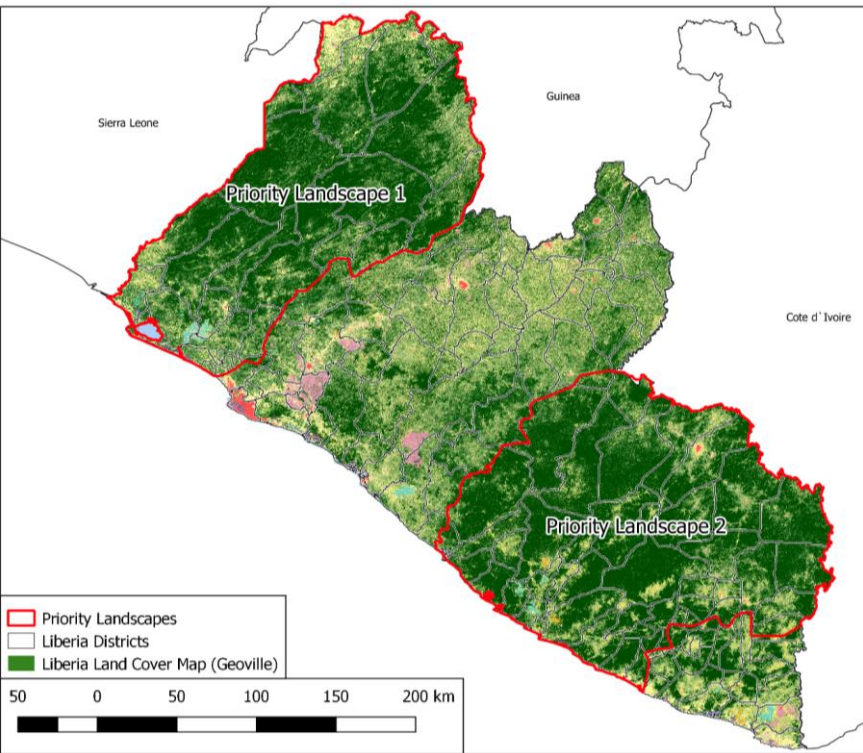 Guinea
Sierra Leone
Priority Landscape 1
Cote d`Ivoire
Priority Landscape 2
Priority Landscapes
Liberia Districts
Liberia Land Cover Map (Geoville)
50 0 50 100 150 200 km